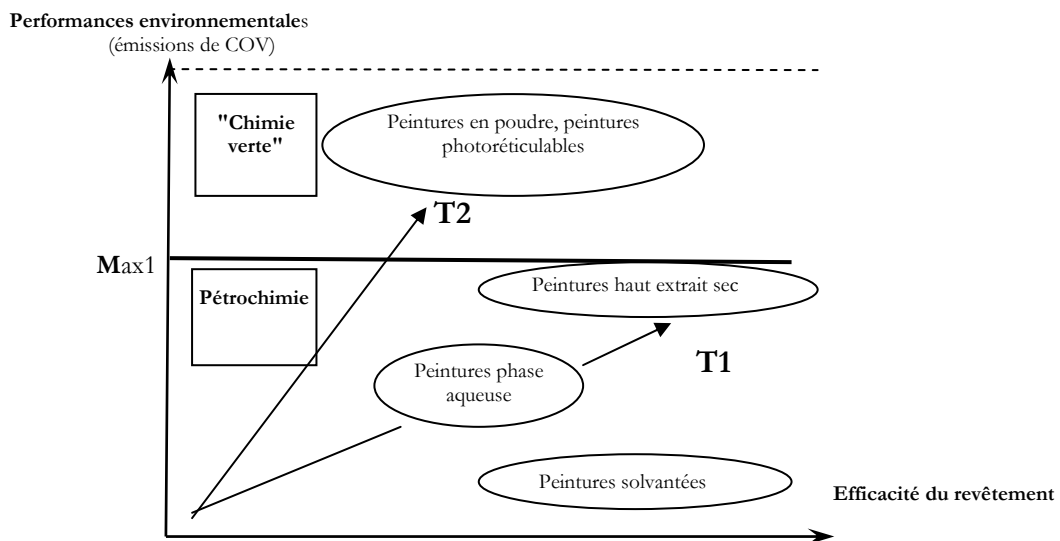 Performances environnementales
(émissions de COV)
"Chimie
verte"
Peintures en poudre, peintures
photoréticulables
T2
Max1
Pétrochimie
Peintures haut extrait sec
T1
Peintures phase
aqueuse
Peintures solvantées
Efficacité du revêtement